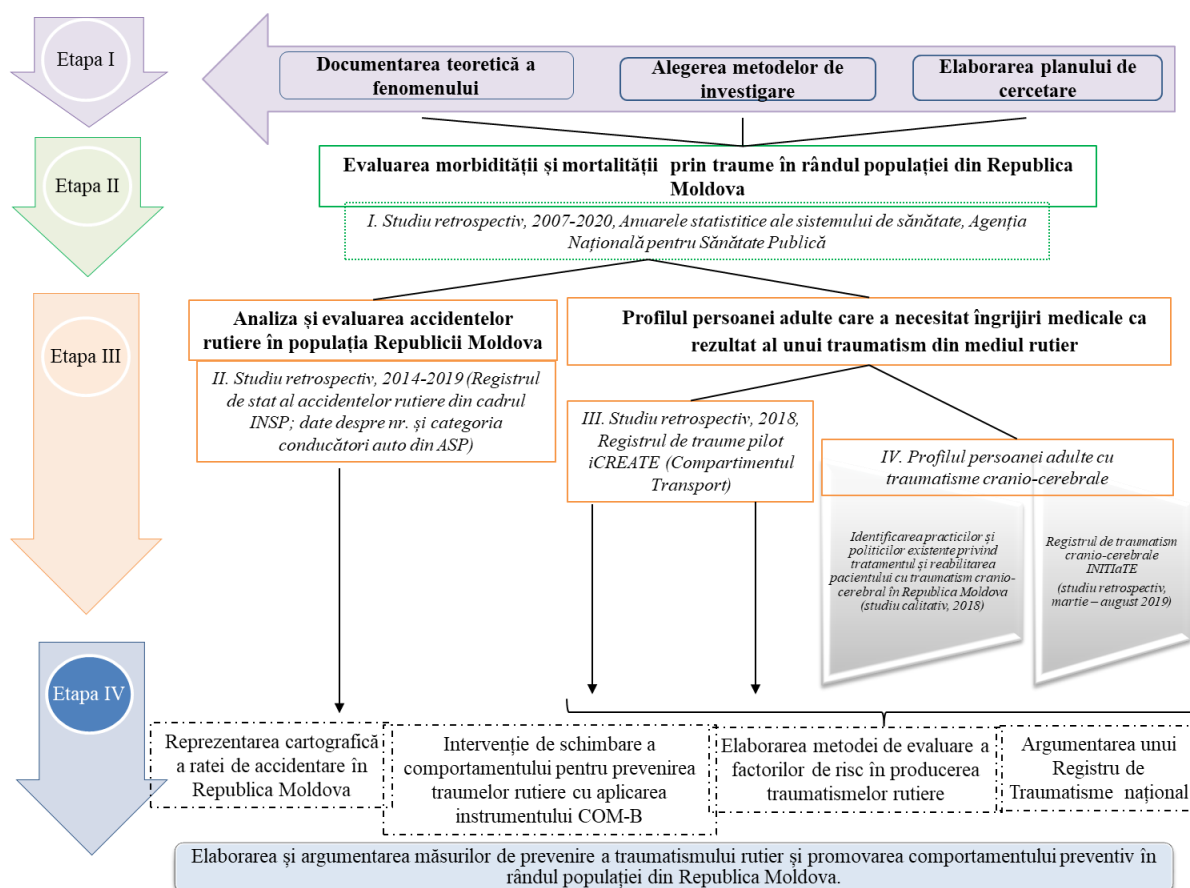 Etapa I
Documentarea teoretică a
fenomenului
Alegerea metodelor de
investigare
Elaborarea planului de
cercetare
Etapa II
Evaluarea morbidității și mortalității prin traume în rândul populației din Republica
Moldova
I. Studiu retrospectiv, 2007-2020, Anuarele statistitice ale sistemului de sănătate, Agenția
Națională pentru Sănătate Publică
Etapa III
Analiza și evaluarea accidentelor
rutiere în populația Republicii Moldova
II. Studiu retrospectiv, 2014-2019 (Registrul
de stat al accidentelor rutiere din cadrul
INSP; date despre nr. și categoria
conducători auto din ASP)
Profilul persoanei adulte care a necesitat îngrijiri medicale ca
rezultat al unui traumatism din mediul rutier
III. Studiu retrospectiv, 2018,
Registrul de traume pilot
iCREATE (Compartimentul
Transport)
IV. Profilul persoanei adulte cu
traumatisme cranio-cerebrale
Identificarea practicilor și
politicilor existente privind
tratamentul și reabilitarea
pacientului cu traumatism cranio-
cerebral în Republica Moldova
(studiu calitativ, 2018)
Registrul de traumatism
cranio-cerebrale
INITIaTE
(studiu retrospectiv,
martie – august 2019)
Etapa IV
Reprezentarea cartografică
a ratei de accidentare în
Republica Moldova
Intervenție de schimbare a
comportamentului pentru prevenirea
traumelor rutiere cu aplicarea
instrumentului COM-B
Elaborarea metodei de evaluare a
factorilor de risc în producerea
traumatismelor rutiere
Argumentarea unui
Registru de
Traumatisme național
Elaborarea și argumentarea măsurilor de prevenire a traumatismului rutier și promovarea comportamentului preventiv în
rândul populației din Republica Moldova.